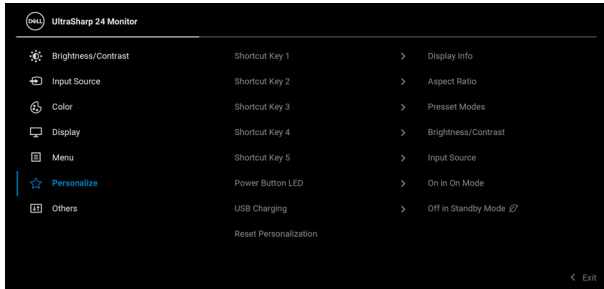 DELL UltraSharp 24 Monitor
Brightness/Contrast Shortcut Key 1 > Display Info
Input Source Shortcut Key 2 > Aspect Ratio
Color Shortcut Key 3 > Presset Modes
Display Shortcut Key 4 > Brightness/Contrast
Menu Shortcut Key 5 > Input Source
Personalize Power Button LED > On in On Mode
Others USB Charging > Off in Standby Mode
Reset Personalization
< Exit